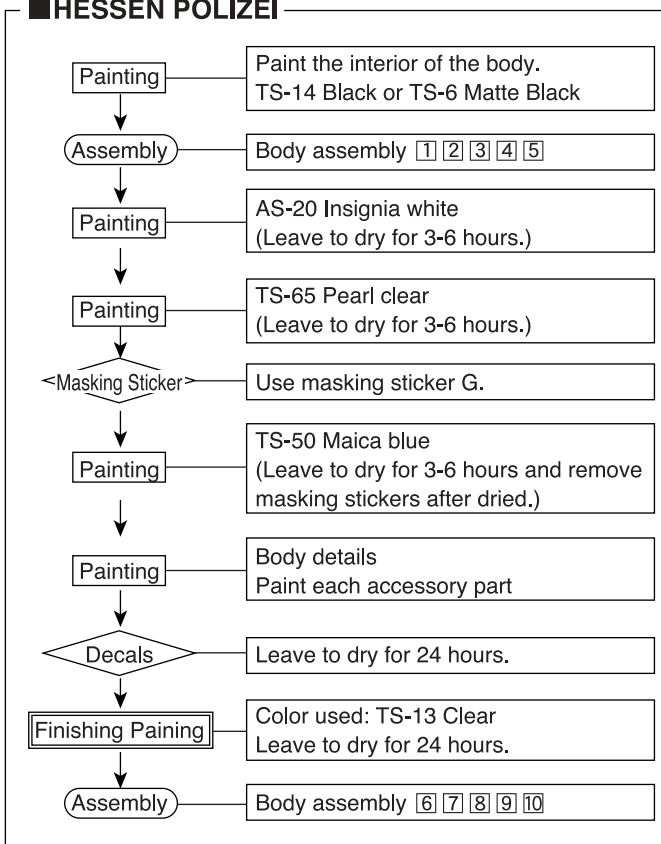 ■HESSEN POLIZEI
Painting
Paint the interior of the body.
TS-14 Black or TS-6 Matte Black
Assembly
Body assembly 1 2 3 4 5
Painting
AS-20 Insignia white
(Leave to dry for 3-6 hours.)
Painting
TS-65 Pearl clear
(Leave to dry for 3-6 hours.)
Masking Sticker
Use masking sticker G.
Painting
TS-50 Maica blue
(Leave to dry for 3-6 hours and remove
masking stickers after dried.)
Painting
Body details
Paint each accessory part
Decals
Leave to dry for 24 hours.
Finishing Paining
Color used: TS-13 Clear
Leave to dry for 24 hours.
Assembly
Body assembly 6 7 8 9 10